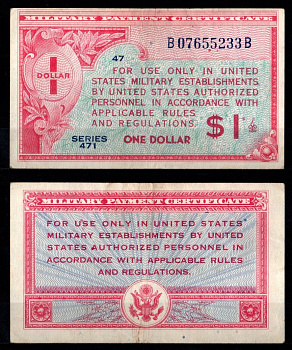 MILITARY PAYMENT CERTIFICATE
1
DOLLAR
B07655233B
47
FOR USE ONLY IN UNITED
STATES MILITARY ESTABLISHMENTS
BY UNITED STATES AUTHORIZED
PERSONNEL IN ACCORDANCE WITH
APPLICABLE RULES
AND REGULATIONS.
SERIES
471
ONE DOLLAR
$1
MILITARY PAYMENT CERTIFICATE
FOR USE ONLY IN UNITED STATES
MILITARY ESTABLISHMENTS BY UNITED
STATES AUTHORIZED PERSONNEL IN
ACCORDANCE WITH APPLICABLE RULES
AND REGULATIONS.